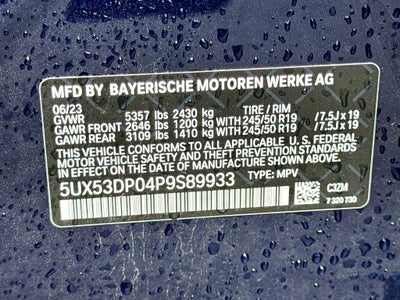 MFD BY BAYERISCHE MOTOREN WERKE AG
06/23
GVWR 5357 lbs 2430 kg TIRE / RIM
GAWR FRONT 2646 lbs 1200 kg 245/50 R19 / 7.5J x 19
GAWR REAR 3109 lbs 1410 kg 245/50 R19 / 7.5J x 19
THIS VEHICLE CONFORMS TO ALL APPLICABLE U.S. FEDERAL
MOTOR VEHICLE SAFETY AND THEFT PREVENTION STANDARDS
IN EFFECT ON THE DATE OF MANUFACTURE SHOWN ABOVE.
5UX53DP04P9S89933 TYPE: MPV
C3ZM
7 320 730